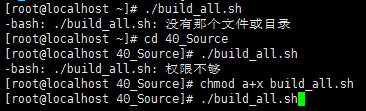 [root@localhost ~]# ./build_all.sh
-bash: ./build_all.sh: 没有那个文件或目录
[root@localhost ~]# cd 40_Source
[root@localhost 40_Source]# ./build_all.sh
-bash: ./build_all.sh: 权限不够
[root@localhost 40_Source]# chmod a+x build_all.sh
[root@localhost 40_Source]# ./build_all.sh